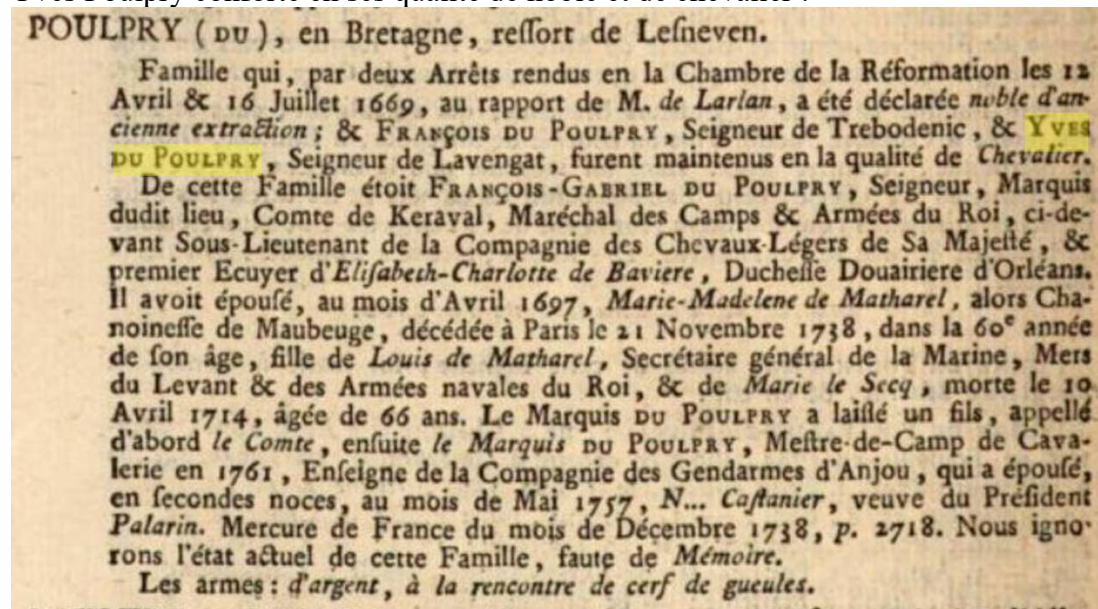 POULPRY (DU), en Bretagne, reſſort de Leſneven.
Famille qui, par deux Arrêts rendus en la Chambre de la Réformation les 12
Avril & 16 Juillet 1669, au rapport de M. de Larlan, a été déclarée noble d'an-
cienne extraction; & FRANÇOIS DU POULPRY, Seigneur de Trebodenic, & YVES
DU POULPRY, Seigneur de Lavengat, furent maintenus en la qualité de Chevalier.
De cette Famille étoit FRANÇOIS-GABRIEL DU POULPRY, Seigneur, Marquis
dudit lieu, Comte de Keraval, Maréchal des Camps & Armées du Roi, ci-de-
vant Sous-Lieutenant de la Compagnie des Chevaux-Légers de Sa Majeſté, &
premier Ecuyer d'Eliſabeth-Charlotte de Baviere, Ducheſſe Douairiere d'Orléans.
Il avoit épouſé, au mois d'Avril 1697, Marie-Madelene de Matharel, alors Cha-
noineſſe de Maubeuge, décédée à Paris le 21 Novembre 1738, dans la 60e année
de ſon âge, fille de Louis de Matharel, Secrétaire général de la Marine, Mers
du Levant & des Armées navales du Roi, & de Marie le Secq, morte le 10
Avril 1714, âgée de 66 ans. Le Marquis DU POULPRY a laiſſé un fils, appellé
d'abord le Comte, enſuite le Marquis DU POULPRY, Meſtre-de-Camp de Cava-
lerie en 1761, Enſeigne de la Compagnie des Gendarmes d'Anjou, qui a épouſé,
en ſecondes noces, au mois de Mai 1757, N... Caſtanier, veuve du Préſident
Palarin. Mercure de France du mois de Décembre 1738, p. 2718. Nous igno-
rons l'état actuel de cette Famille, faute de Mémoire.
Les armes: d'argent, à la rencontre de cerf de gueules.